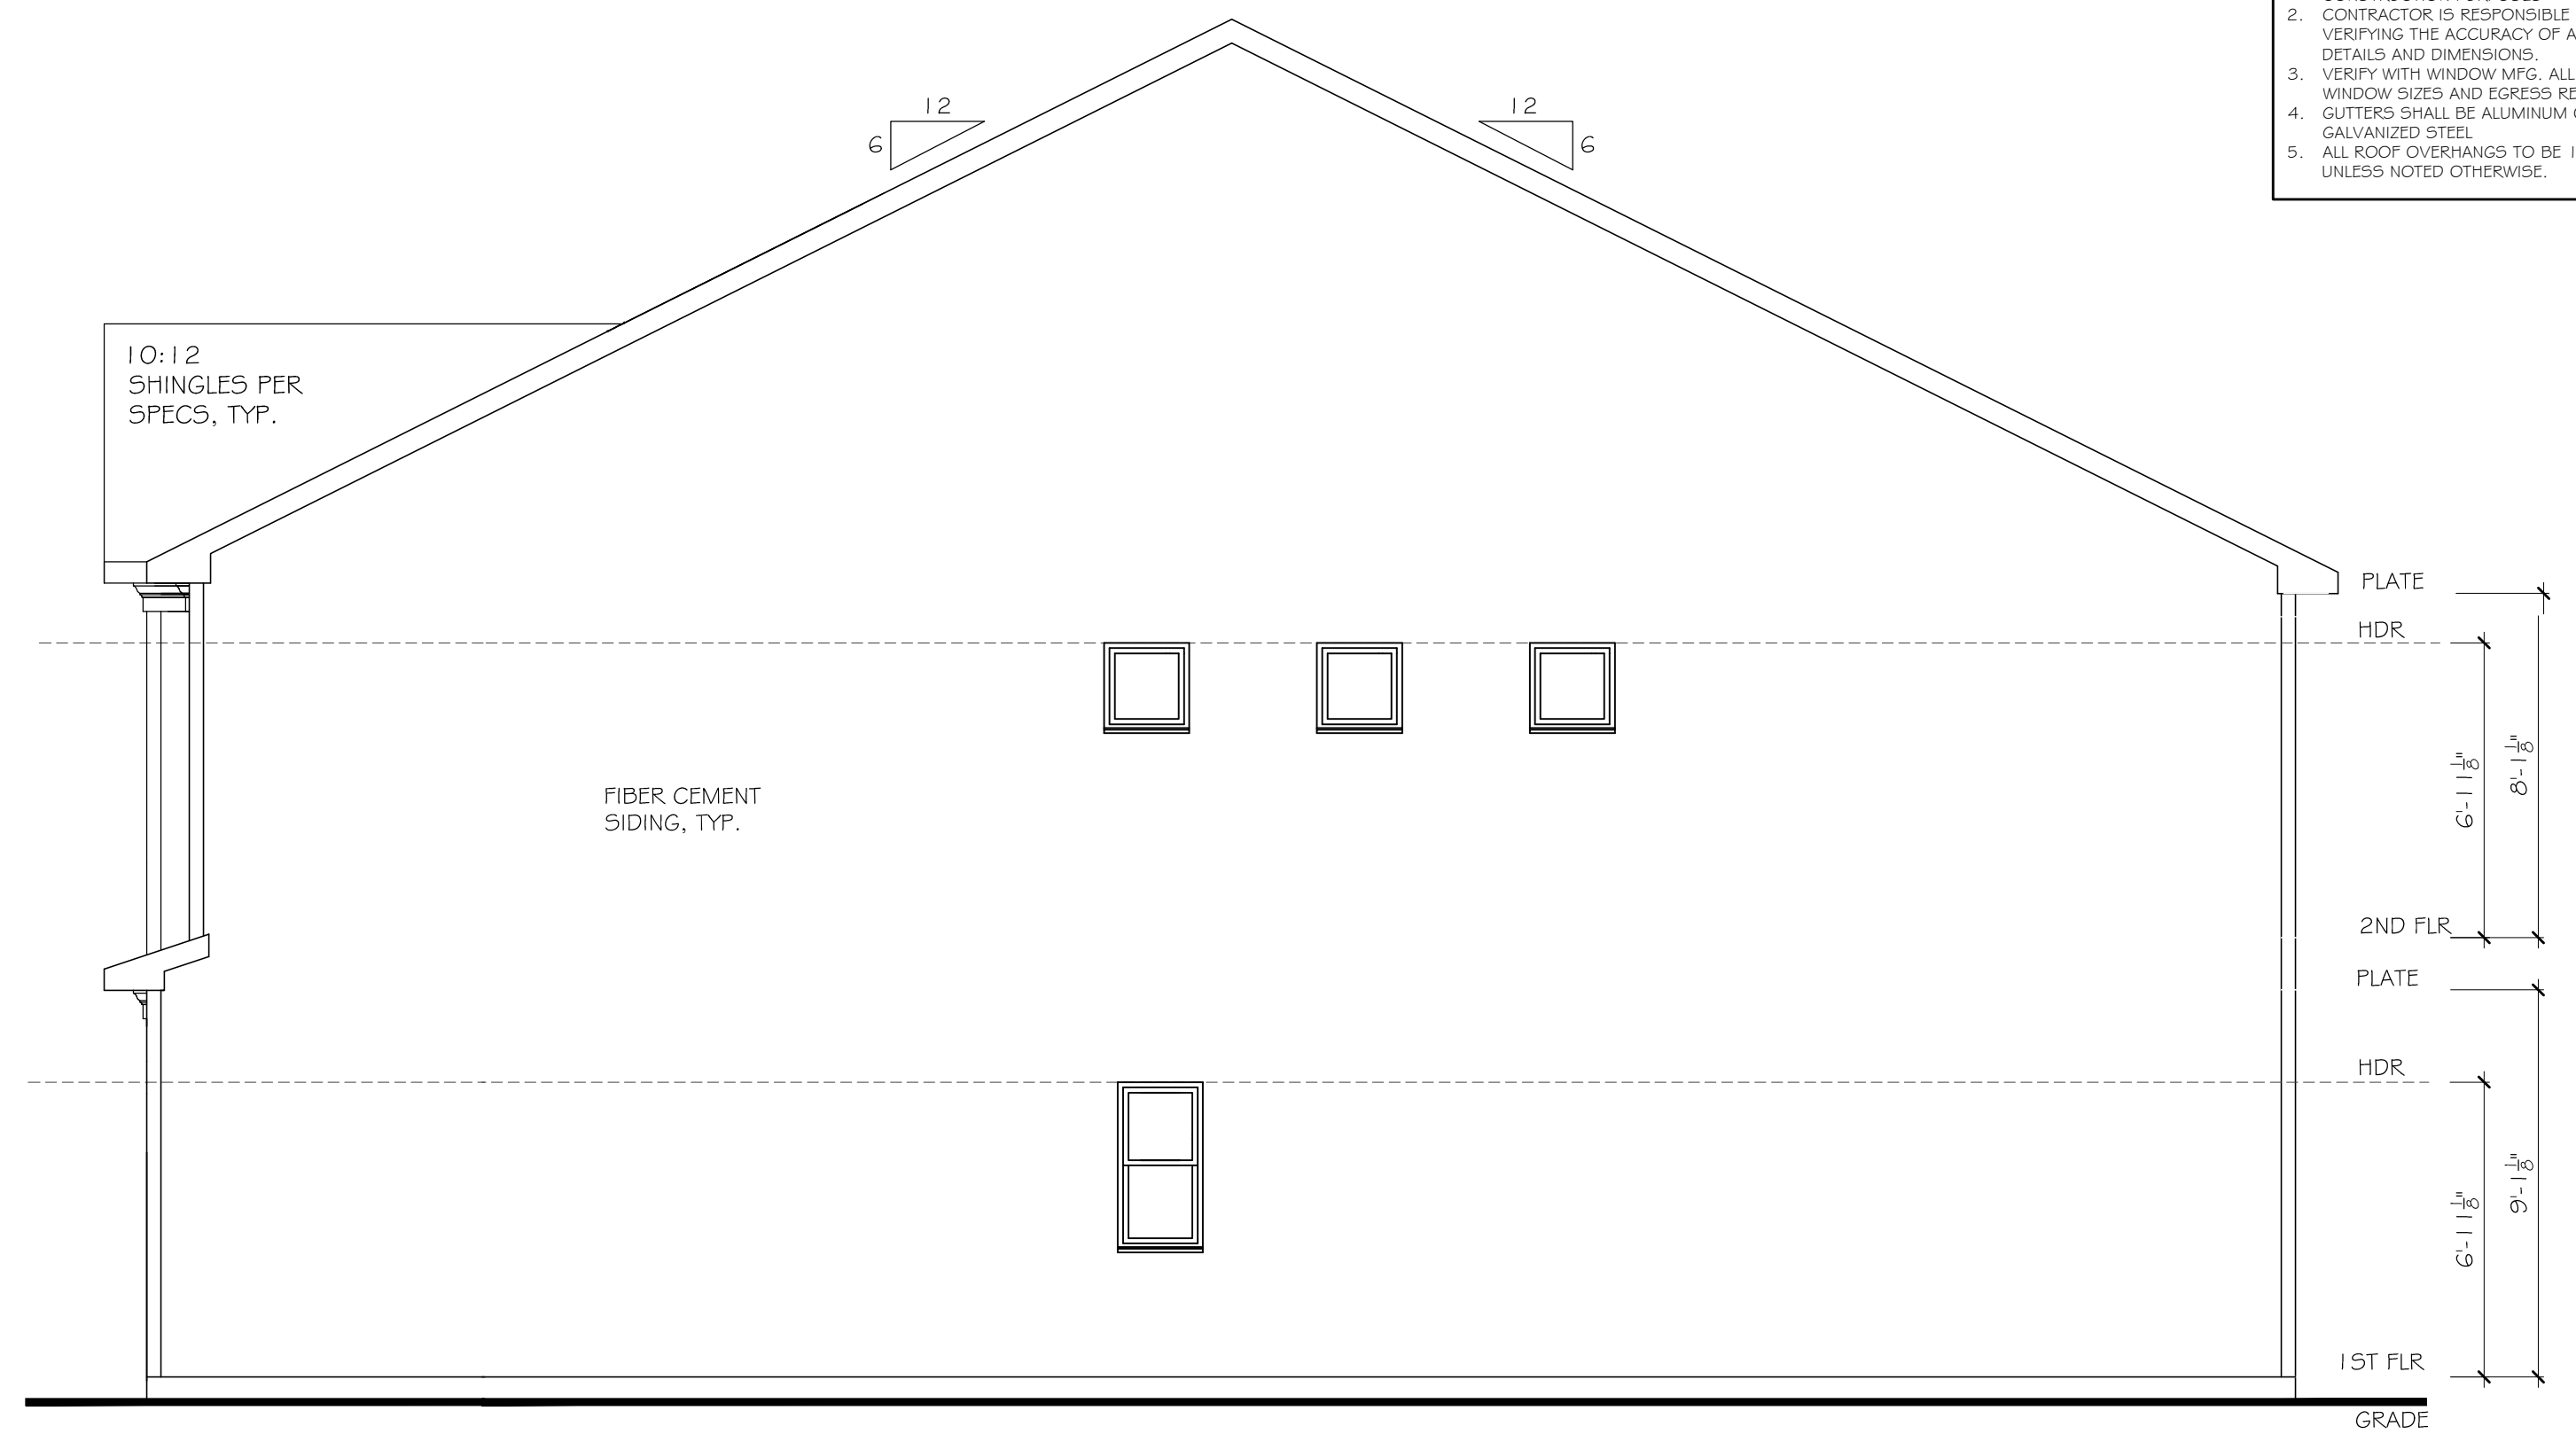 2. CONTRACTOR IS RESPONSIBLE
VERIFYING THE ACCURACY OF
DETAILS AND DIMENSIONS.
3. VERIFY WITH WINDOW MFG. ALL
WINDOW SIZES AND EGRESS
4. GUTTERS SHALL BE ALUMINUM
GALVANIZED STEEL
5. ALL ROOF OVERHANGS TO BE
UNLESS NOTED OTHERWISE.
12
6
12
6
10:12
SHINGLES PER
SPECS, TYP.
PLATE
HDR
6'-11 1/8"
8'-1 1/8"
FIBER CEMENT
SIDING, TYP.
2ND FLR
PLATE
HDR
6'-11 1/8"
9'-1 1/8"
1ST FLR
GRADE